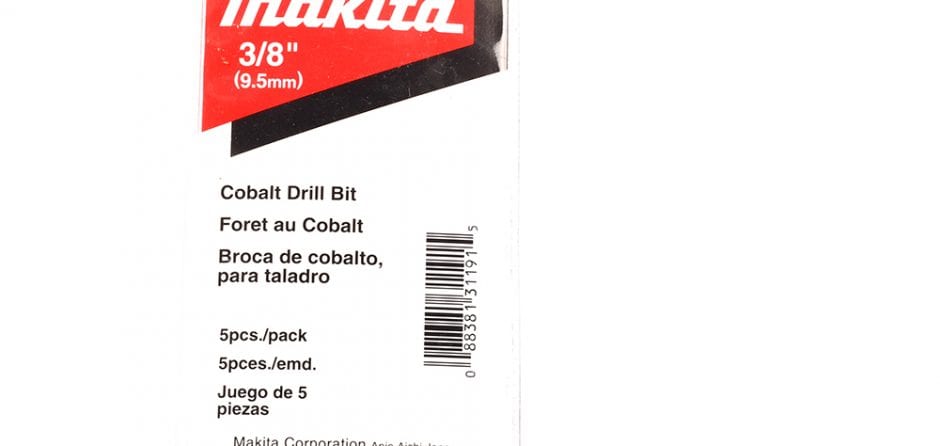 makita
3/8"
(9.5mm)
Cobalt Drill Bit
Foret au Cobalt
Broca de cobalto,
para taladro
5pcs./pack
5pces./emd.
Juego de 5
piezas
0 88381 31191 5
Makita Corporation